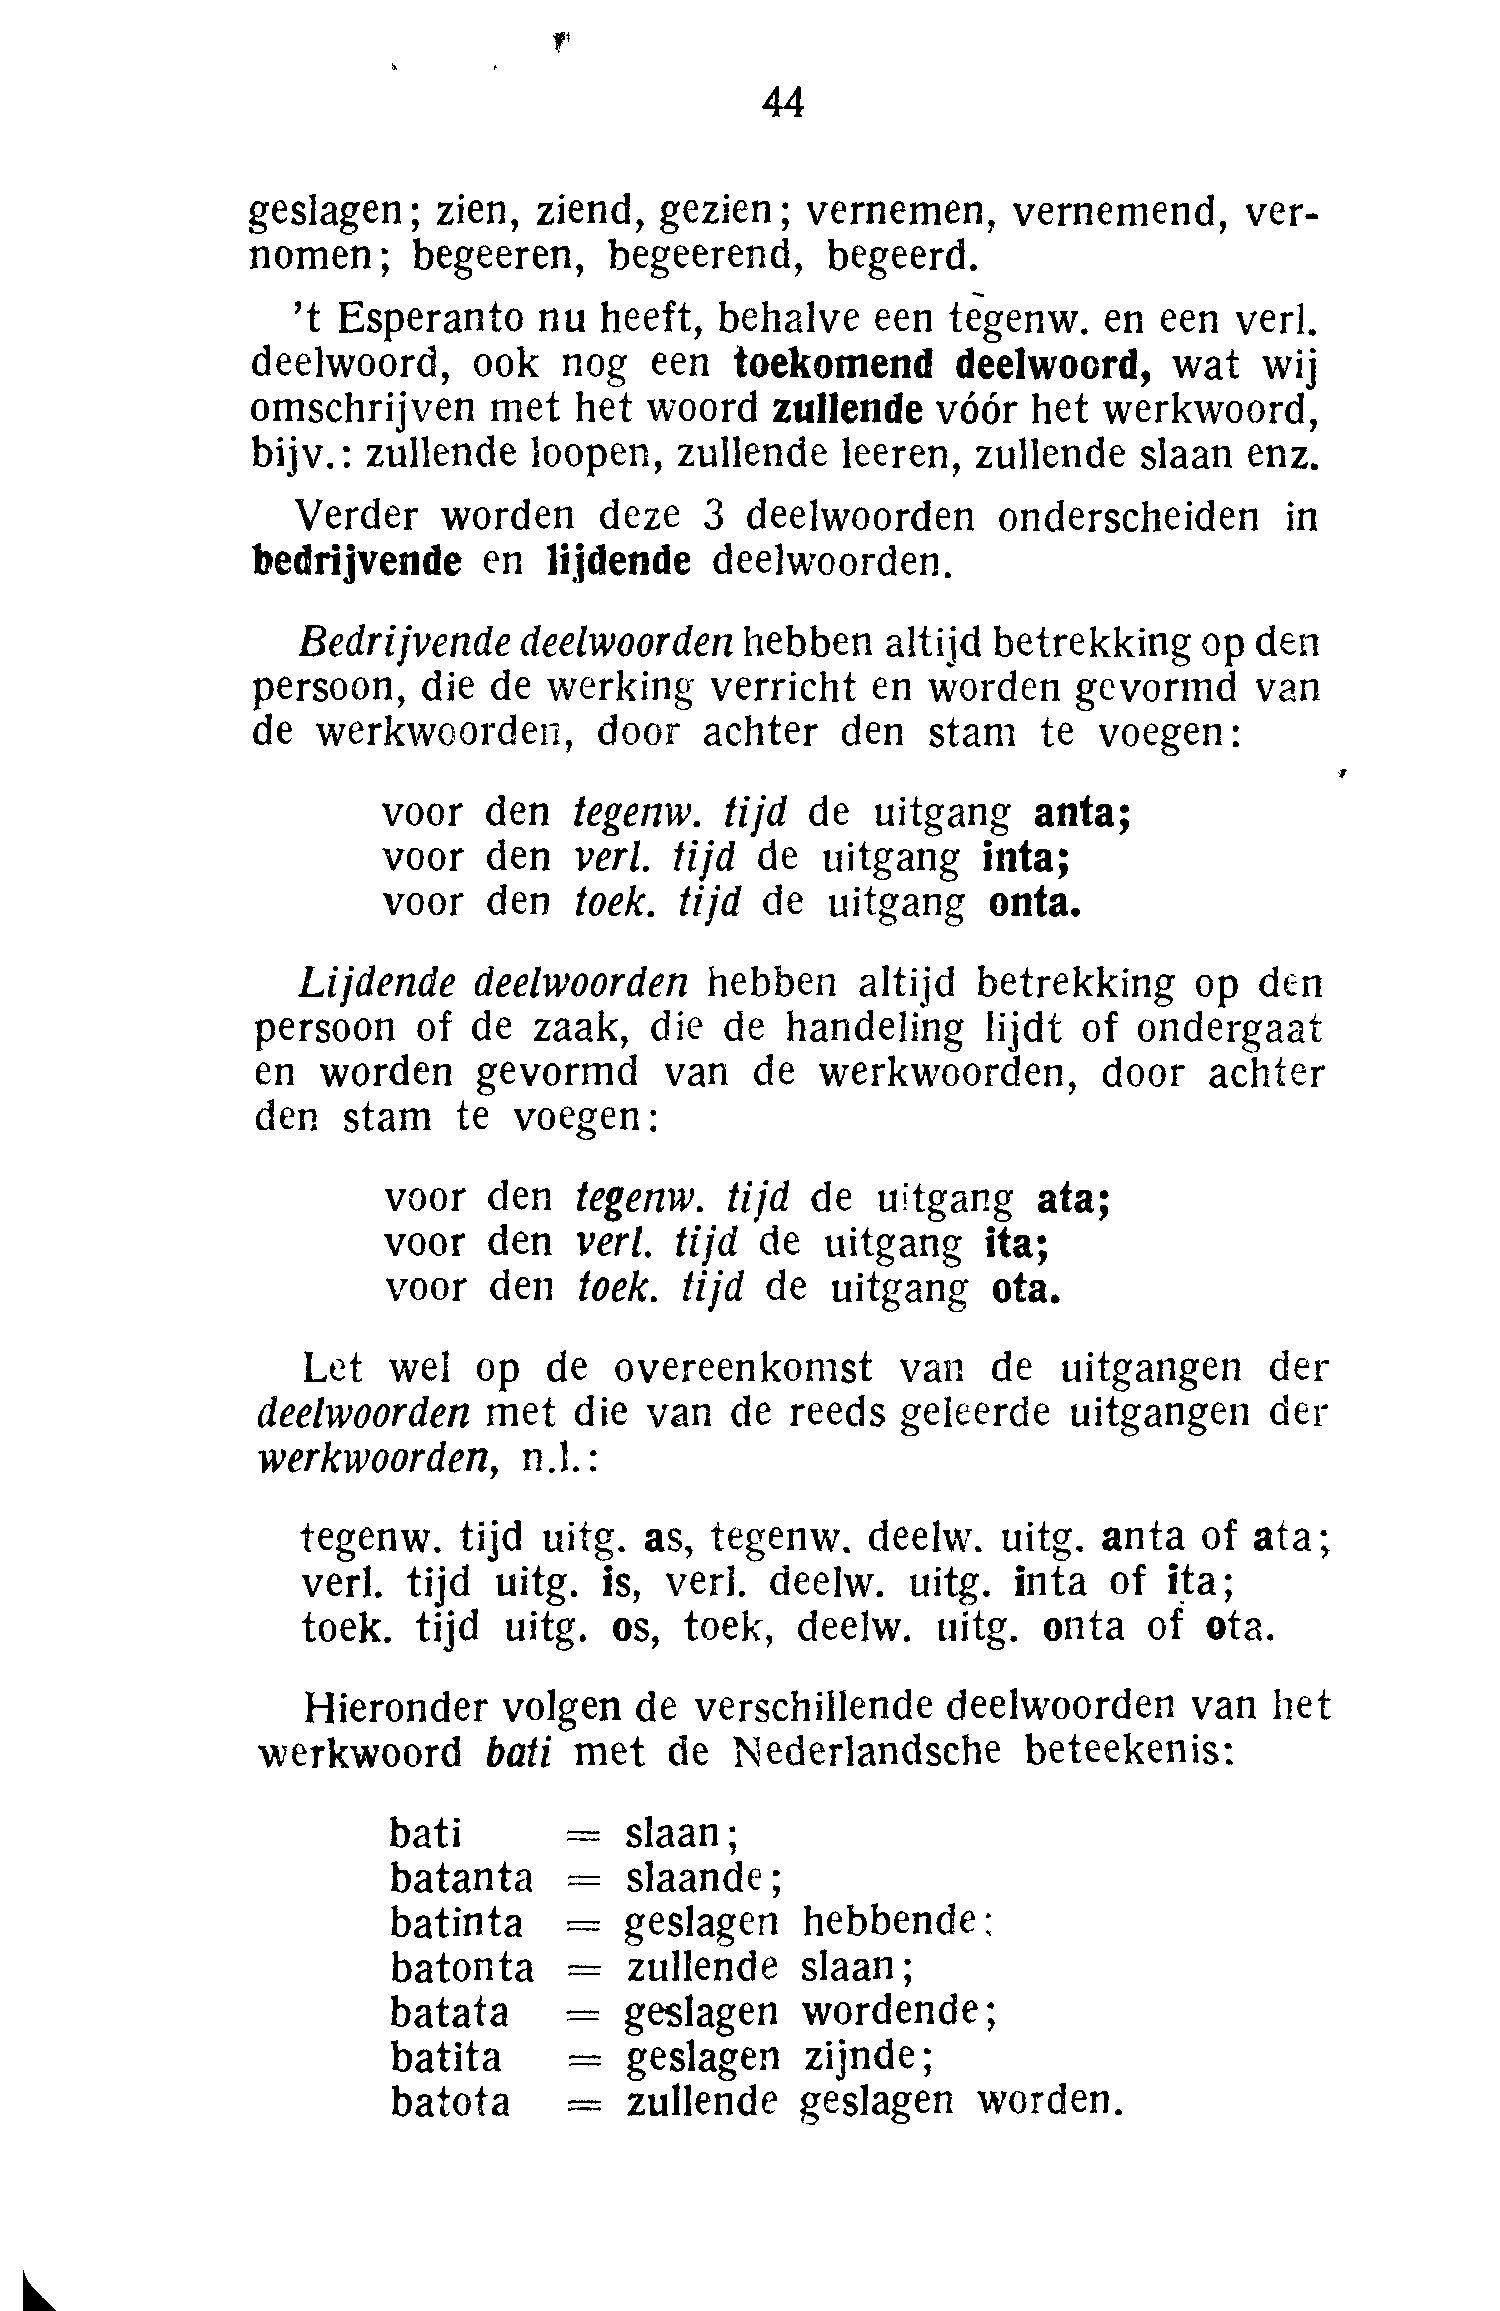 44
geslagen; zien, ziend, gezien; vernemen, vernemend, ver-
nomen; begeeren, begeerend, begeerd.
't Esperanto nu heeft, behalve een tegenw. en een verl.
deelwoord, ook nog een toekomend deelwoord, wat wij
omschrijven met het woord zullende vóór het werkwoord,
bijv.: zullende loopen, zullende leeren, zullende slaan enz.
Verder worden deze 3 deelwoorden onderscheiden in
bedrijvende en lijdende deelwoorden.
Bedrijvende deelwoorden hebben altijd betrekking op den
persoon, die de werking verricht en worden gevormd van
de werkwoorden, door achter den stam te voegen:
voor den tegenw. tijd de uitgang anta;
voor den verl. tijd de uitgang inta;
voor den toek. tijd de uitgang onta.
Lijdende deelwoorden hebben altijd betrekking op den
persoon of de zaak, die de handeling lijdt of ondergaat
en worden gevormd van de werkwoorden, door achter
den stam te voegen:
voor den tegenw. tijd de uitgang ata;
voor den verl. tijd de uitgang ita;
voor den toek. tijd de uitgang ota.
Let wel op de overeenkomst van de uitgangen der
deelwoorden met die van de reeds geleerde uitgangen der
werkwoorden, n.l.:
tegenw. tijd uitg. as, tegenw. deelw. uitg. anta of ata;
verl. tijd uitg. is, verl. deelw. uitg. inta of ita;
toek. tijd uitg. os, toek, deelw. uitg. onta of ota.
Hieronder volgen de verschillende deelwoorden van het
werkwoord bati met de Nederlandsche beteekenis:
bati = slaan;
batanta = slaande;
batinta = geslagen hebbende;
batonta = zullende slaan;
batata = geslagen wordende;
batita = geslagen zijnde;
batota = zullende geslagen worden.